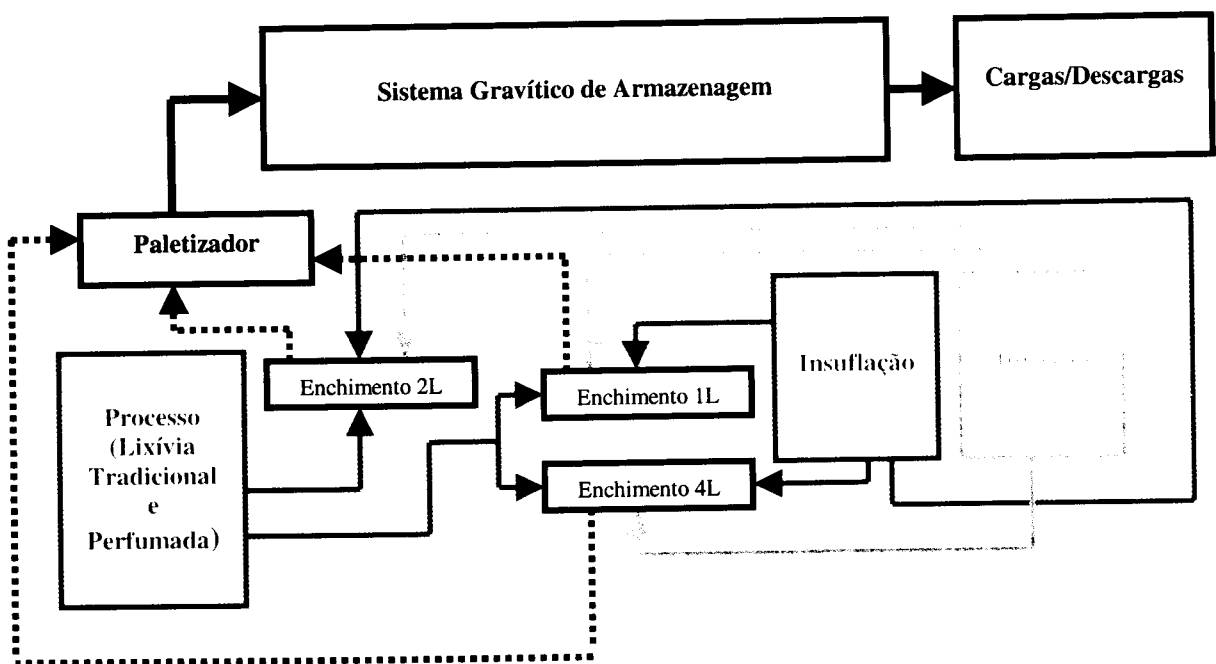 Sistema Gravítico de Armazenagem
Cargas/Descargas
Paletizador
Insuflação
Enchimento 2L
Enchimento 1L
Processo
(Lixívia
Tradicional
e
Perfumada)
Enchimento 4L